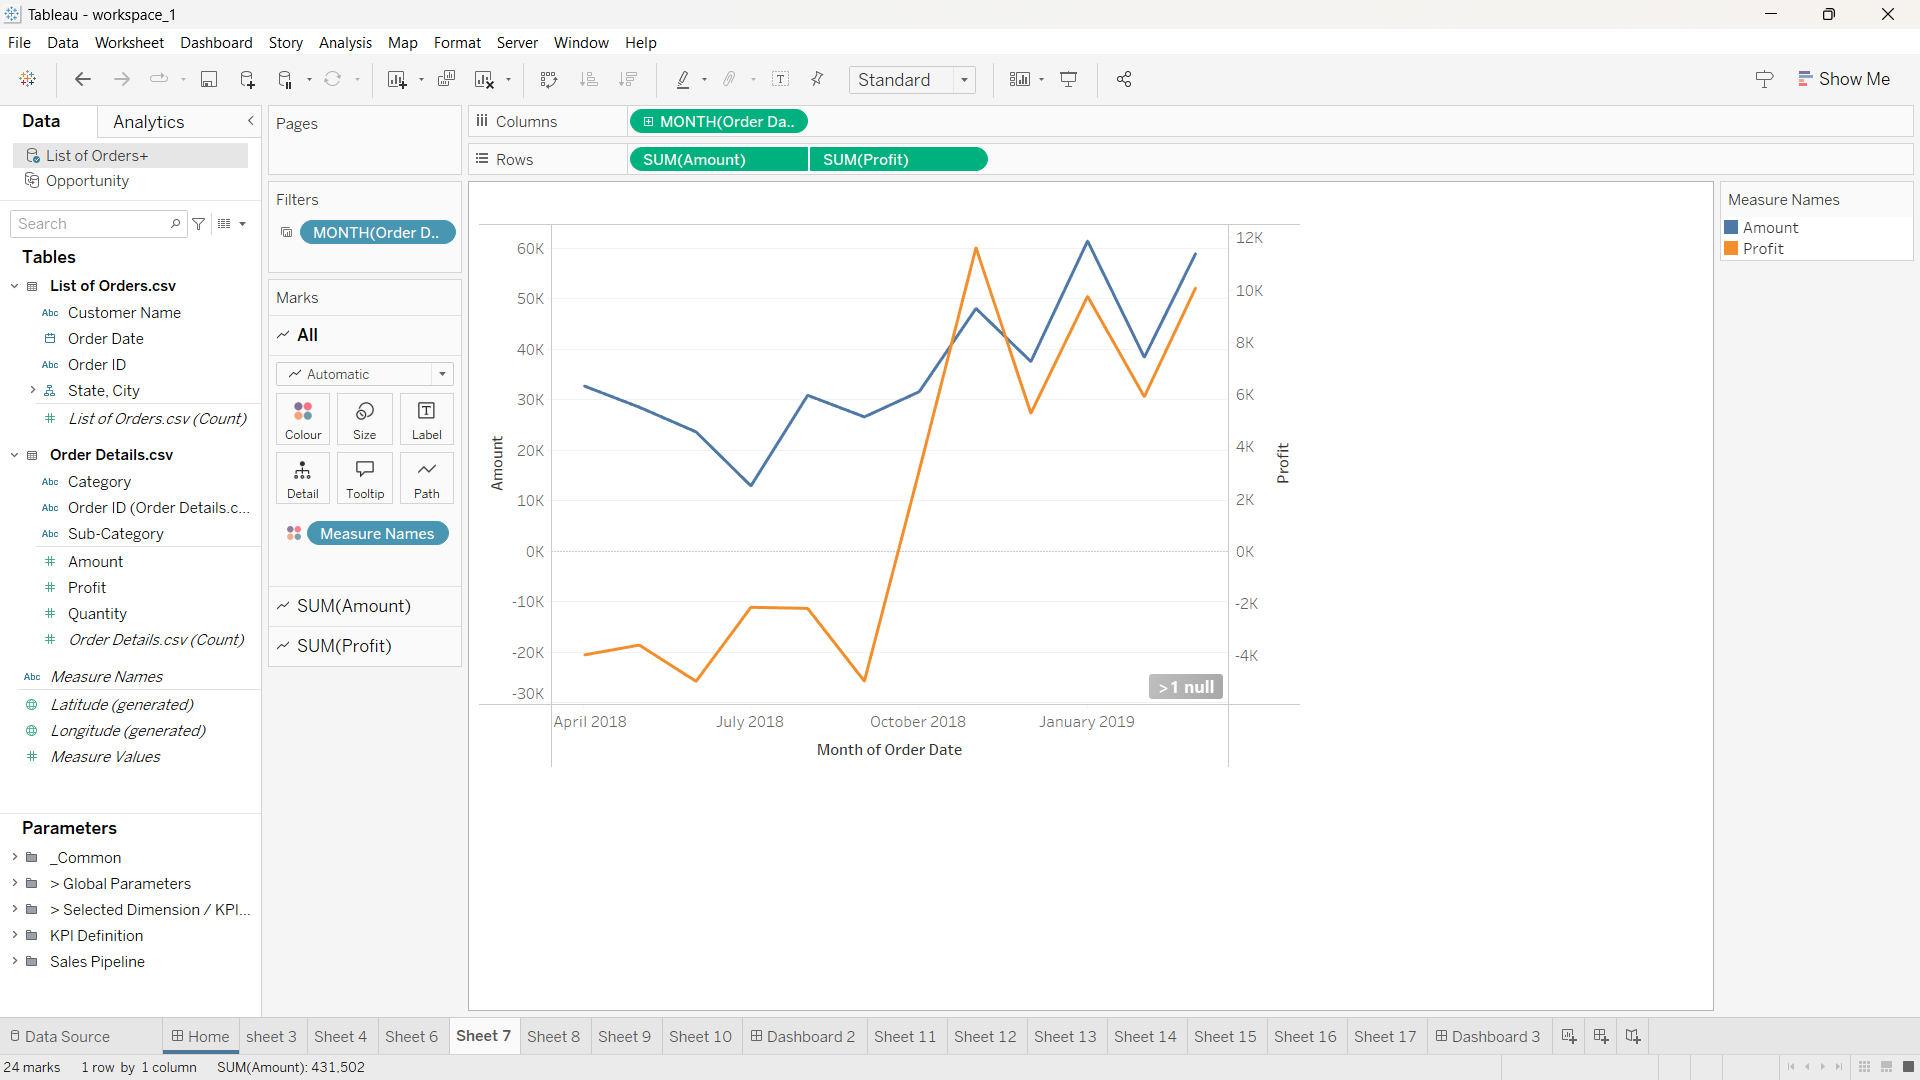 Tableau - workspace_1
File Data Worksheet Dashboard Story Analysis Map Format Server Window Help
Standard
Show Me
Data
Analytics
List of Orders+
Opportunity
Search
Tables
List of Orders.csv
Abc Customer Name
Order Date
Abc Order ID
State, City
List of Orders.csv (Count)
Order Details.csv
Abc Category
Abc Order ID (Order Details.c...
Abc Sub-Category
Amount
Profit
Quantity
Order Details.csv (Count)
Abc Measure Names
Latitude (generated)
Longitude (generated)
Measure Values
Parameters
_Common
> Global Parameters
> Selected Dimension / KPI...
KPI Definition
Sales Pipeline
Pages
Filters
MONTH(Order D..
Marks
All
Automatic
Colour Size Label
Detail Tooltip Path
Measure Names
SUM(Amount)
SUM(Profit)
Columns
MONTH(Order Da..
Rows
SUM(Amount) SUM(Profit)
60K
50K
40K
30K
20K
10K
0K
-10K
-20K
-30K
Amount
12K
10K
8K
6K
4K
2K
0K
-2K
-4K
Profit
>1 null
April 2018 July 2018 October 2018 January 2019
Month of Order Date
Measure Names
Amount
Profit
Data Source Home sheet 3 Sheet 4 Sheet 6 Sheet 7 Sheet 8 Sheet 9 Sheet 10 Dashboard 2 Sheet 11 Sheet 12 Sheet 13 Sheet 14 Sheet 15 Sheet 16 Sheet 17 Dashboard 3
24 marks 1 row by 1 column SUM(Amount): 431,502